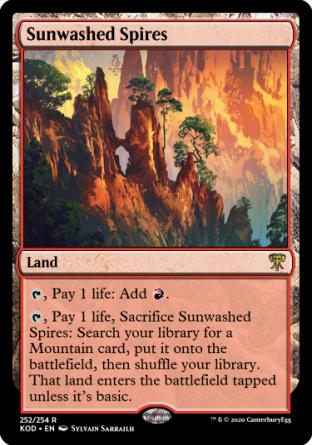 Sunwashed Spires
Land
, Pay 1 life: Add .
, Pay 1 life, Sacrifice Sunwashed
Spires: Search your library for a
Mountain card, put it onto the
battlefield, then shuffle your library.
That land enters the battlefield tapped
unless it's basic.
252/254 R
KOD • EN SYLVAIN SARRAILH
™ & © 2020 CanterburyEgg